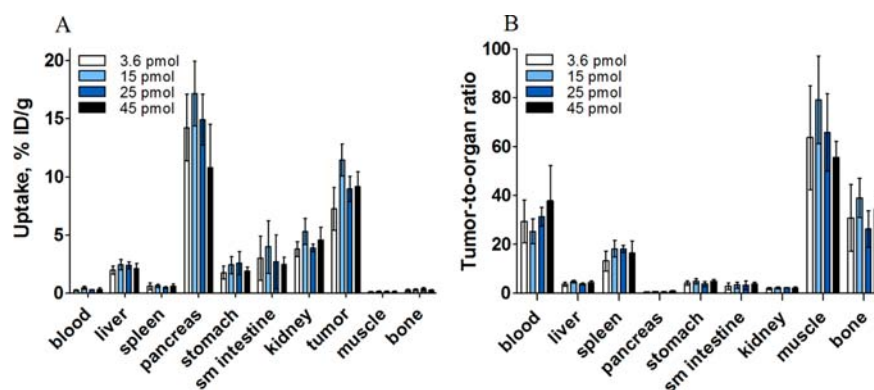 A
Uptake, % ID/g
20
15
10
5
0
3.6 pmol
15 pmol
25 pmol
45 pmol
blood
liver
spleen
pancreas
stomach
sm intestine
kidney
tumor
muscle
bone
B
Tumor-to-organ ratio
100
80
60
40
20
0
3.6 pmol
15 pmol
25 pmol
45 pmol
blood
liver
spleen
pancreas
stomach
sm intestine
kidney
muscle
bone